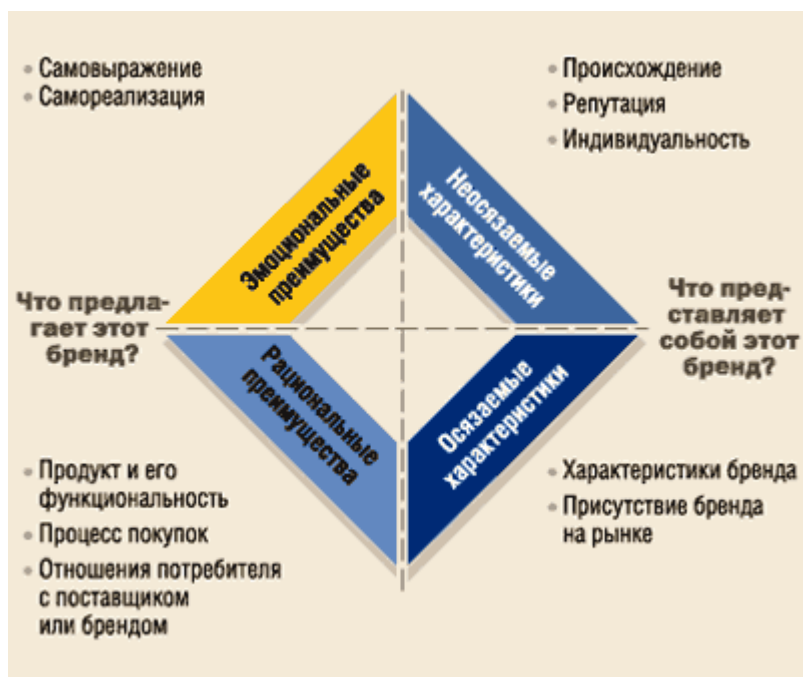 • Самовыражение
• Самореализация
• Происхождение
• Репутация
• Индивидуальность
Эмоциональные
преимущества
Неосязаемые
характеристики
Что предла-
гает этот
бренд?
Что пред-
ставляет
собой этот
бренд?
Рациональные
преимущества
Осязаемые
характеристики
• Продукт и его
функциональность
• Процесс покупок
• Отношения потребителя
с поставщиком
или брендом
• Характеристики бренда
• Присутствие бренда
на рынке